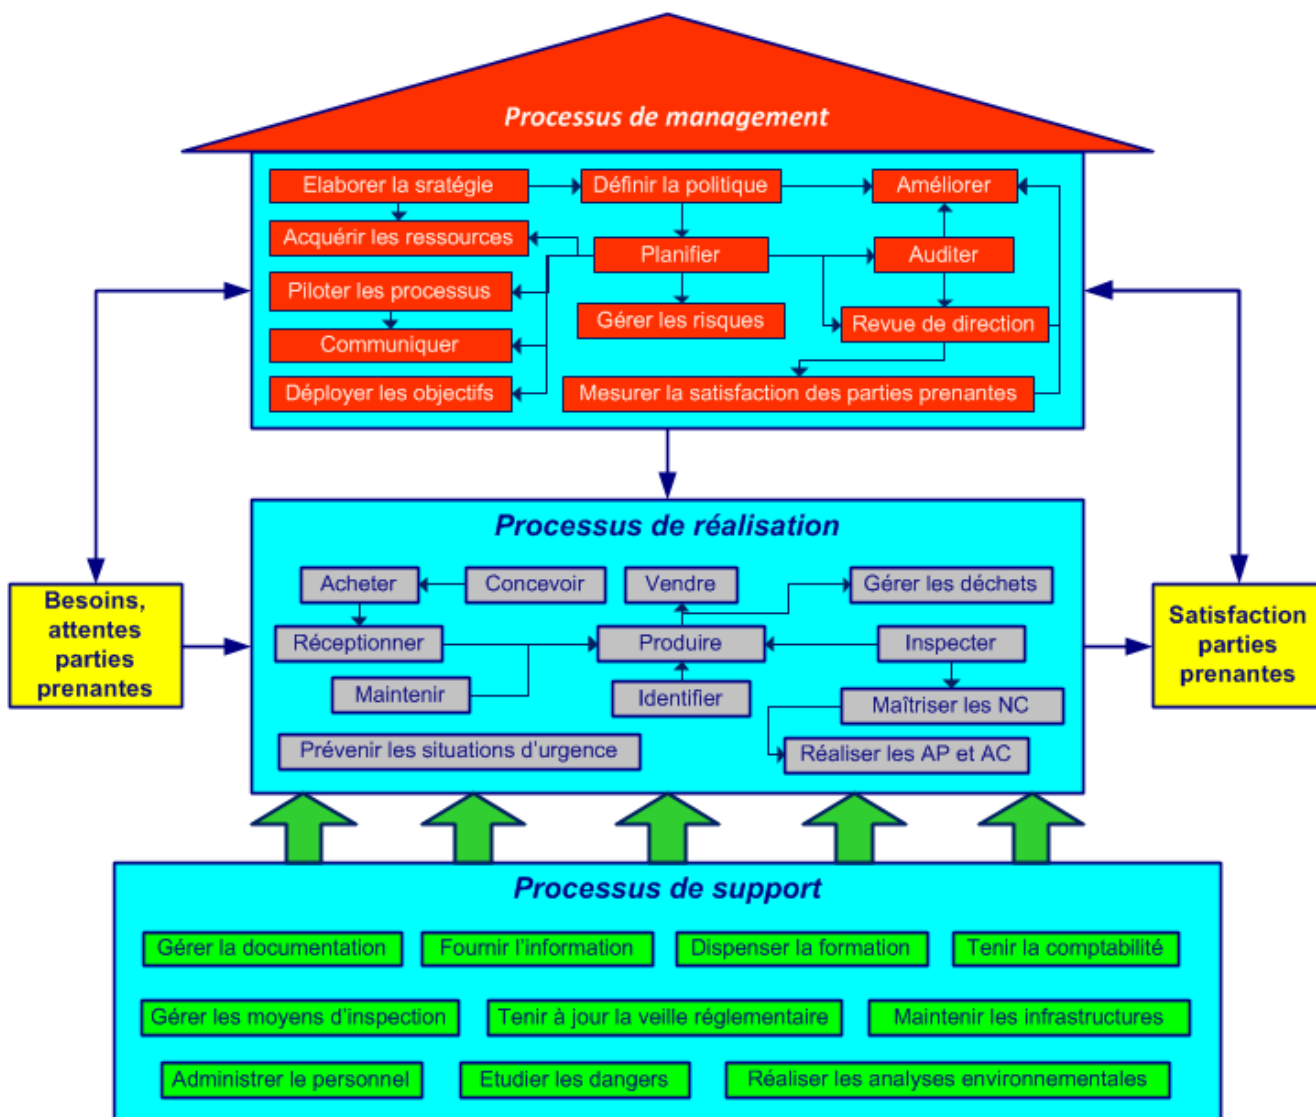 Processus de management
Elaborer la sratégie
Définir la politique
Améliorer
Acquérir les ressources
Planifier
Auditer
Piloter les processus
Gérer les risques
Revue de direction
Communiquer
Déployer les objectifs
Mesurer la satisfaction des parties prenantes
Processus de réalisation
Acheter
Concevoir
Vendre
Gérer les déchets
Besoins,
attentes
parties
prenantes
Réceptionner
Produire
Inspecter
Satisfaction
parties
prenantes
Maintenir
Identifier
Maîtriser les NC
Prévenir les situations d'urgence
Réaliser les AP et AC
Processus de support
Gérer la documentation
Fournir l'information
Dispenser la formation
Tenir la comptabilité
Gérer les moyens d'inspection
Tenir à jour la veille réglementaire
Maintenir les infrastructures
Administrer le personnel
Etudier les dangers
Réaliser les analyses environnementales